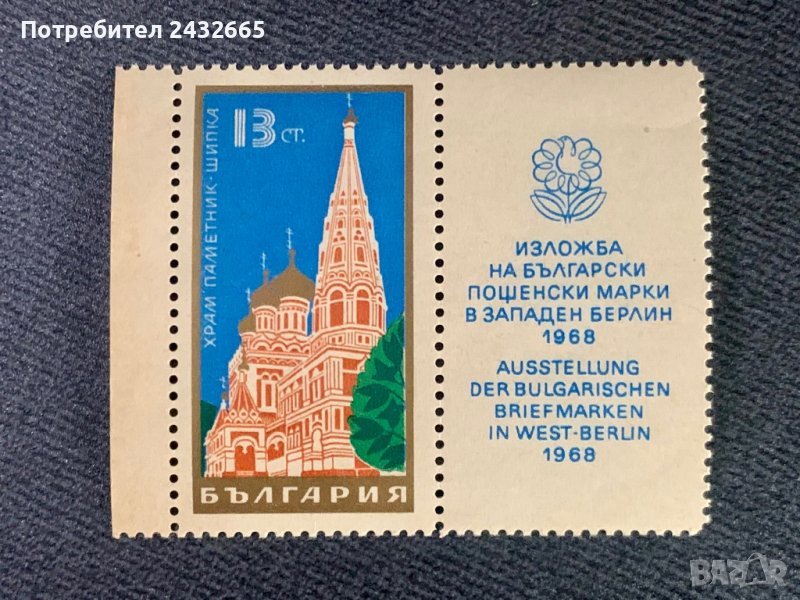 Потребител 2432665
13 СТ.
ХРАМ ПАМЕТНИК·ШИПКА
БЪЛГАРИЯ
ИЗЛОЖБА
НА БЪЛГАРСКИ
ПОЩЕНСКИ МАРКИ
В ЗАПАДЕН БЕРЛИН
1968
AUSSTELLUNG
DER BULGARISCHEN
BRIEFMARKEN
IN WEST-BERLIN
1968
BAZAR